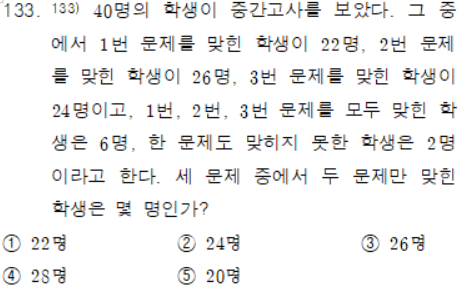 133. 133) 40명의 학생이 중간고사를 보았다. 그 중
에서 1번 문제를 맞힌 학생이 22명, 2번 문제
를 맞힌 학생이 26명, 3번 문제를 맞힌 학생이
24명이고, 1번, 2번, 3번 문제를 모두 맞힌 학
생은 6명, 한 문제도 맞히지 못한 학생은 2명
이라고 한다. 세 문제 중에서 두 문제만 맞힌
학생은 몇 명인가?
① 22명 ② 24명 ③ 26명
④ 28명 ⑤ 20명